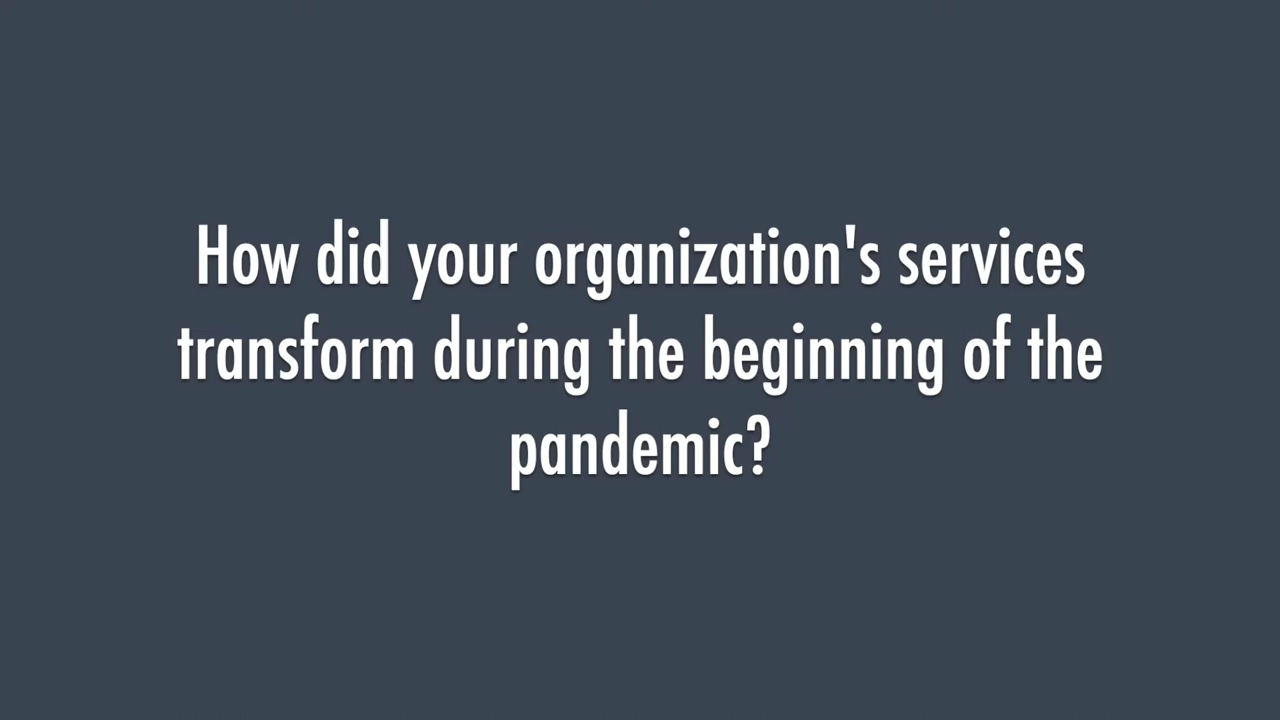 How did your organization's services
transform during the beginning of the
pandemic?